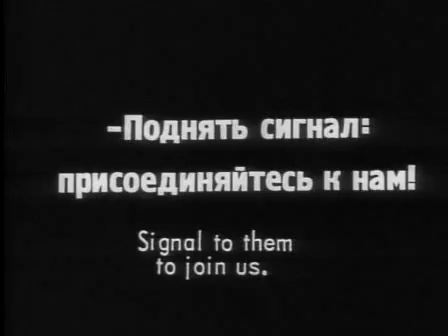 -Поднять сигнал:
присоединяйтесь к нам!
Signal to them
to join us.